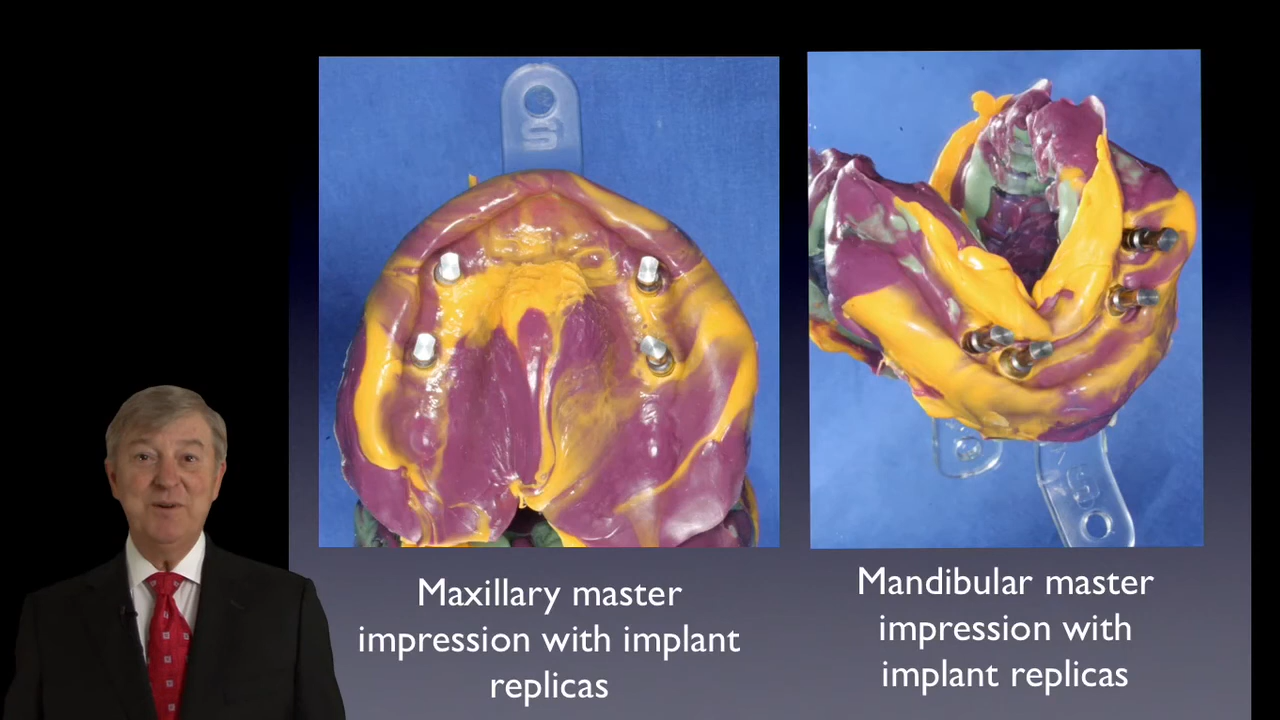 Maxillary master
impression with implant
replicas
Mandibular master
impression with
implant replicas